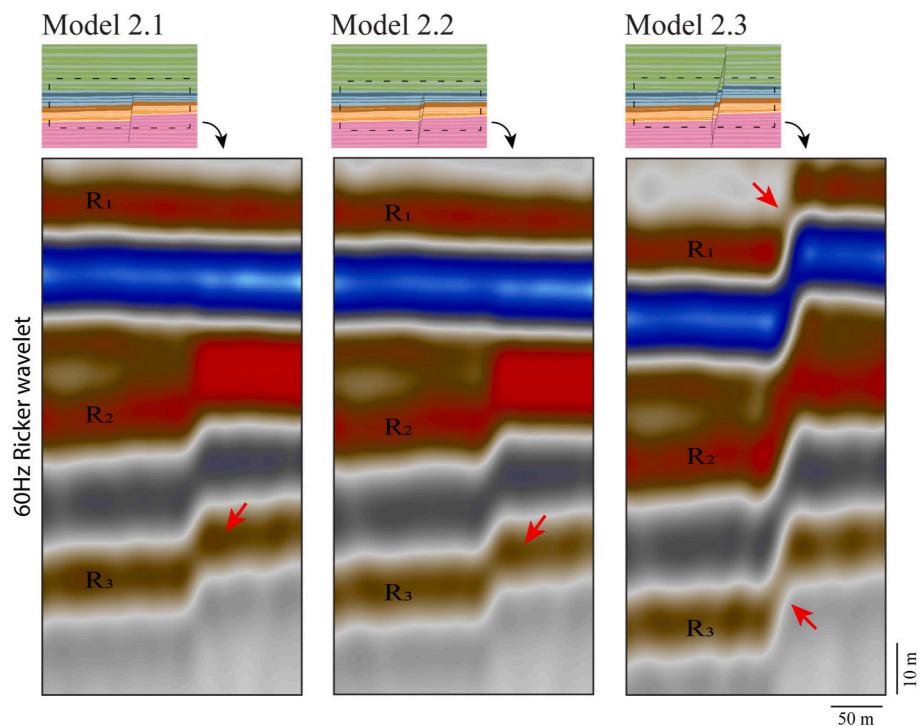 Model 2.1
Model 2.2
Model 2.3
60Hz Ricker wavelet
R₁
R₂
R₃
R₁
R₂
R₃
R₁
R₂
R₃
10 m
50 m